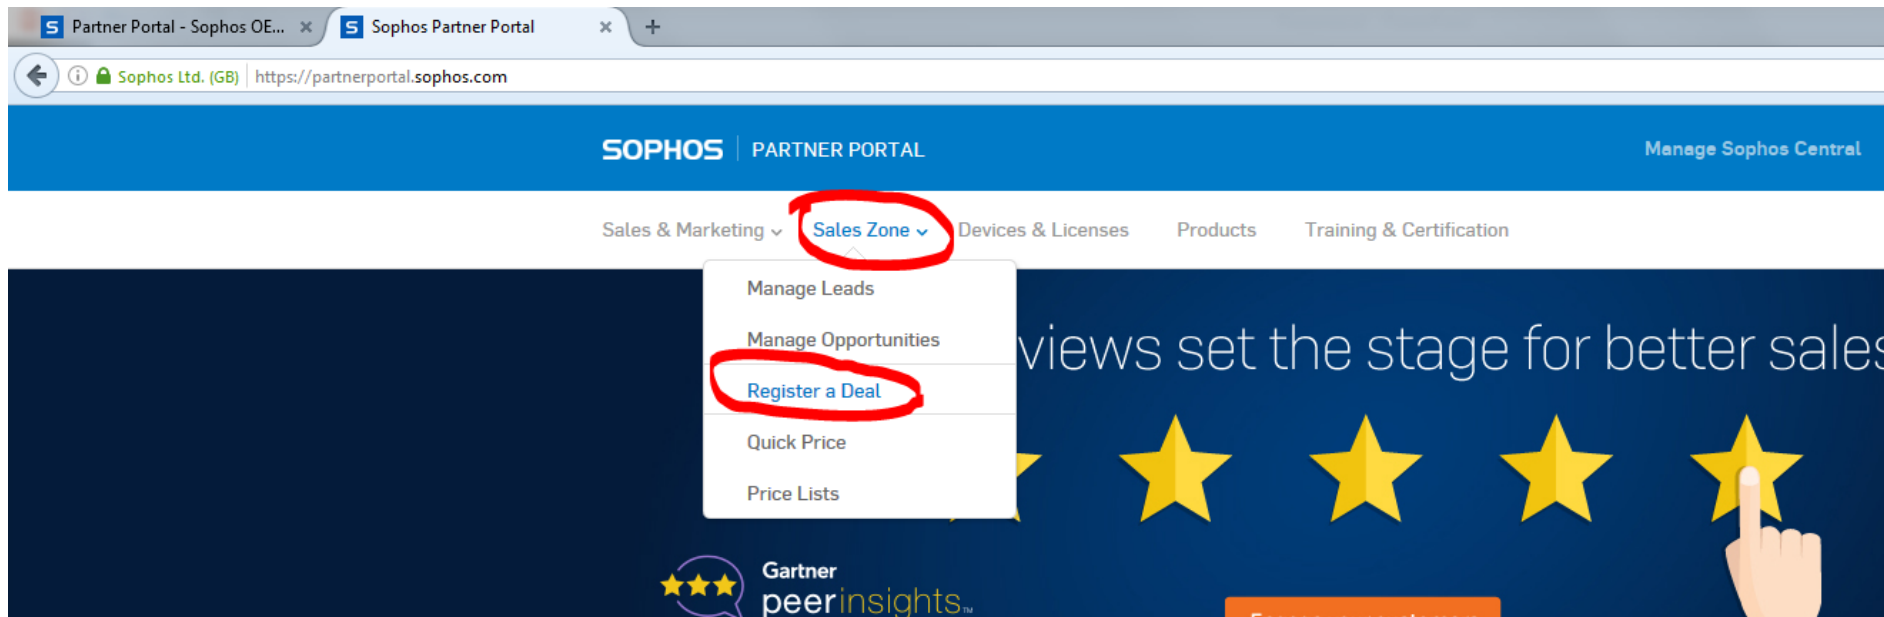 Partner Portal - Sophos OE...
Sophos Partner Portal
Sophos Ltd. (GB) https://partnerportal.sophos.com
SOPHOS PARTNER PORTAL
Manage Sophos Central
Sales & Marketing Sales Zone Devices & Licenses Products Training & Certification
Manage Leads
Manage Opportunities
Register a Deal
Quick Price
Price Lists
views set the stage for better sales
Gartner
peerinsights™